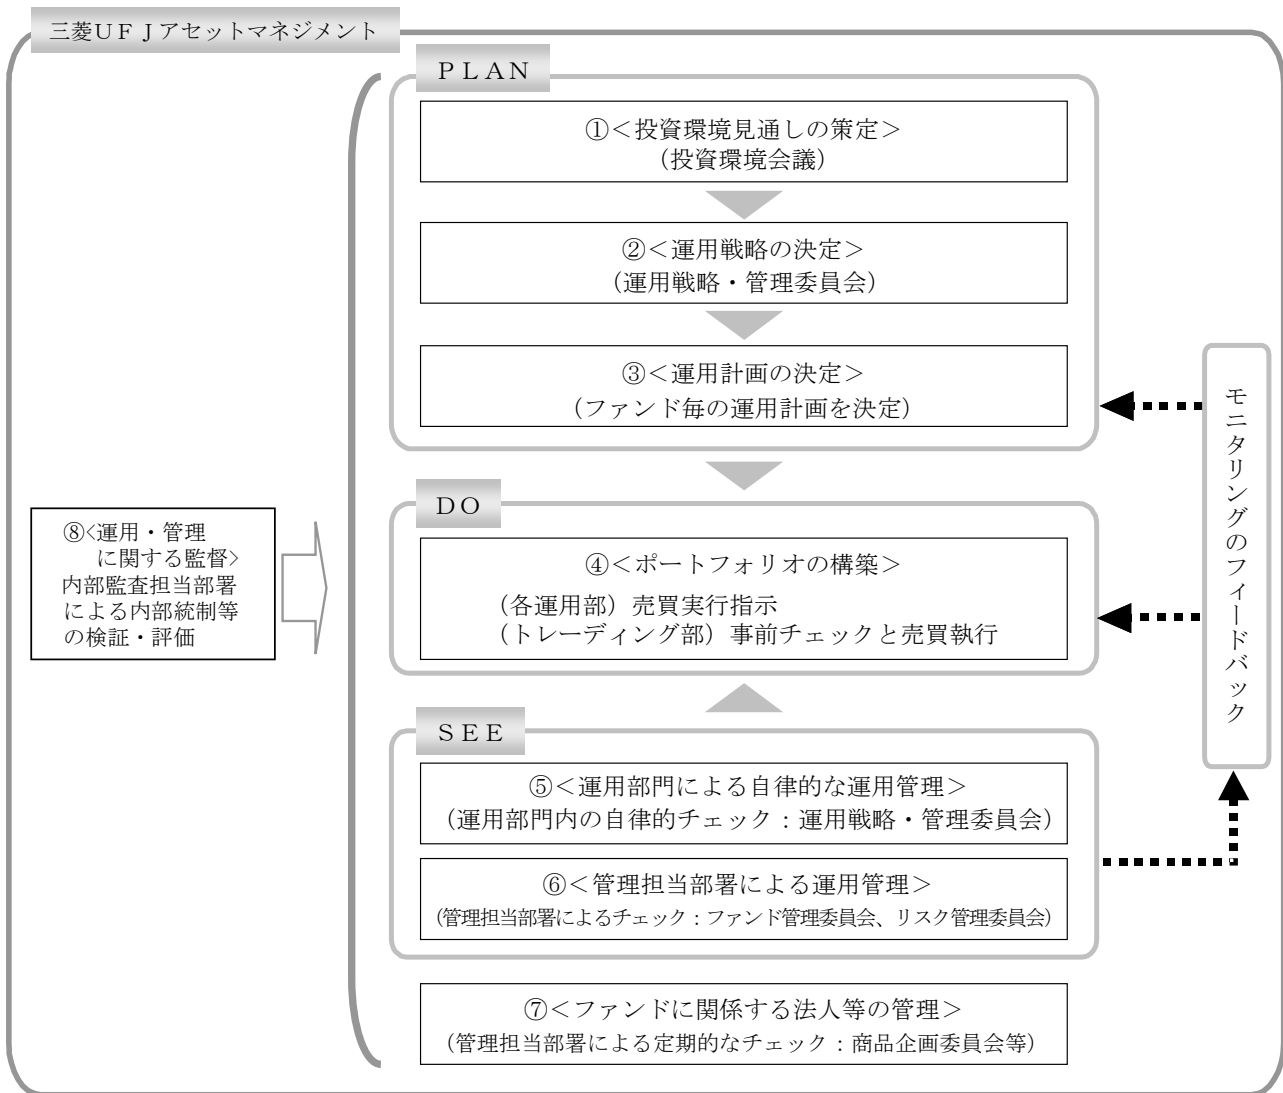 三菱ＵＦＪアセットマネジメント
ＰＬＡＮ
①＜投資環境見通しの策定＞
（投資環境会議）
②＜運用戦略の決定＞
（運用戦略・管理委員会）
③＜運用計画の決定＞
（ファンド毎の運用計画を決定）
ＤＯ
④＜ポートフォリオの構築＞
（各運用部）売買実行指示
（トレーディング部）事前チェックと売買執行
ＳＥＥ
⑤＜運用部門による自律的な運用管理＞
（運用部門内の自律的チェック：運用戦略・管理委員会）
⑥＜管理担当部署による運用管理＞
（管理担当部署によるチェック：ファンド管理委員会、リスク管理委員会）
⑦＜ファンドに関係する法人等の管理＞
（管理担当部署による定期的なチェック：商品企画委員会等）
⑧<運用・管理
に関する監督>
内部監査担当部署
による内部統制等
の検証・評価
モニタリングのフィードバック